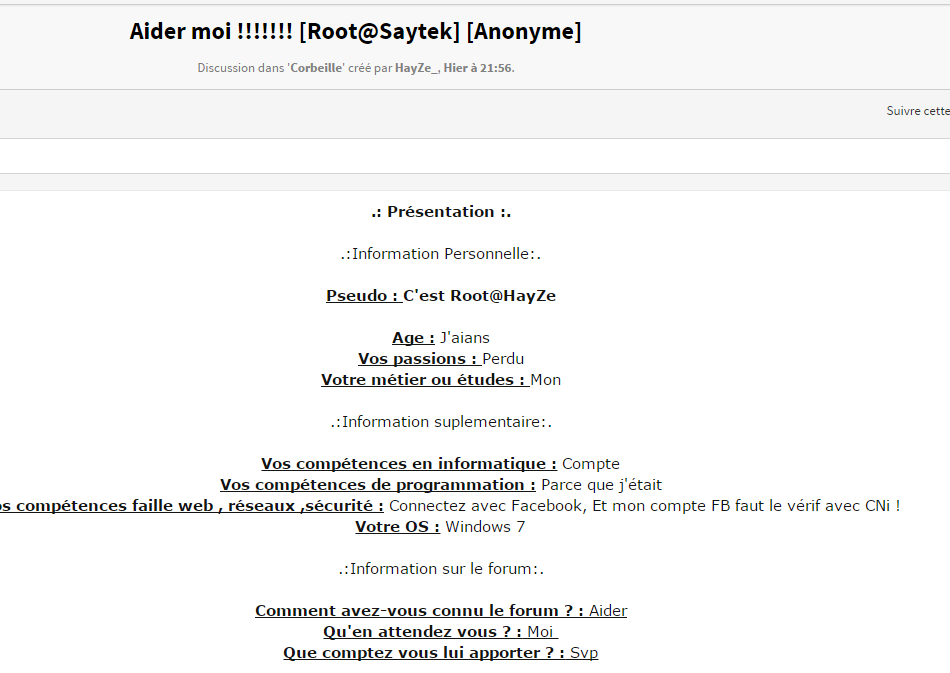 Aider moi !!!!!!! [Root@Saytek] [Anonyme]
Discussion dans 'Corbeille' créé par HayZe_, Hier à 21:56.
Suivre cette
.: Présentation :.
.:Information Personnelle:.
Pseudo : C'est Root@HayZe
Age : J'aians
Vos passions : Perdu
Votre métier ou études : Mon
.:Information suplementaire:.
Vos compétences en informatique : Compte
Vos compétences de programmation : Parce que j'était
os compétences faille web , réseaux ,sécurité : Connectez avec Facebook, Et mon compte FB faut le vérif avec CNi !
Votre OS : Windows 7
.:Information sur le forum:.
Comment avez-vous connu le forum ? : Aider
Qu'en attendez vous ? : Moi
Que comptez vous lui apporter ? : Svp